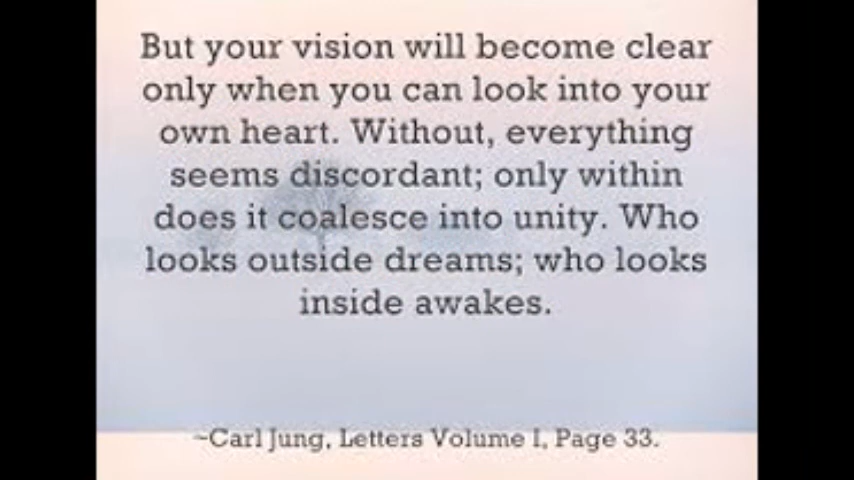 But your vision will become clear
only when you can look into your
own heart. Without, everything
seems discordant; only within
does it coalesce into unity. Who
looks outside dreams; who looks
inside awakes.
~Carl Jung, Letters Volume I, Page 33.